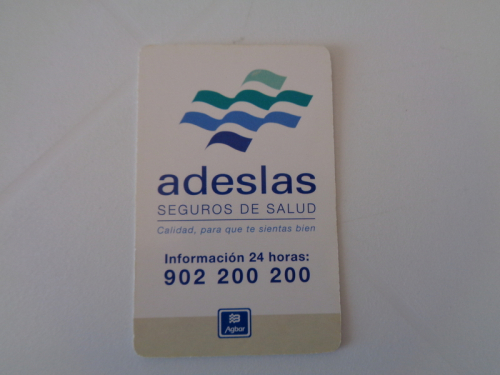 adeslas
SEGUROS DE SALUD
Calidad, para que te sientas bien
Información 24 horas:
902 200 200
Agbar